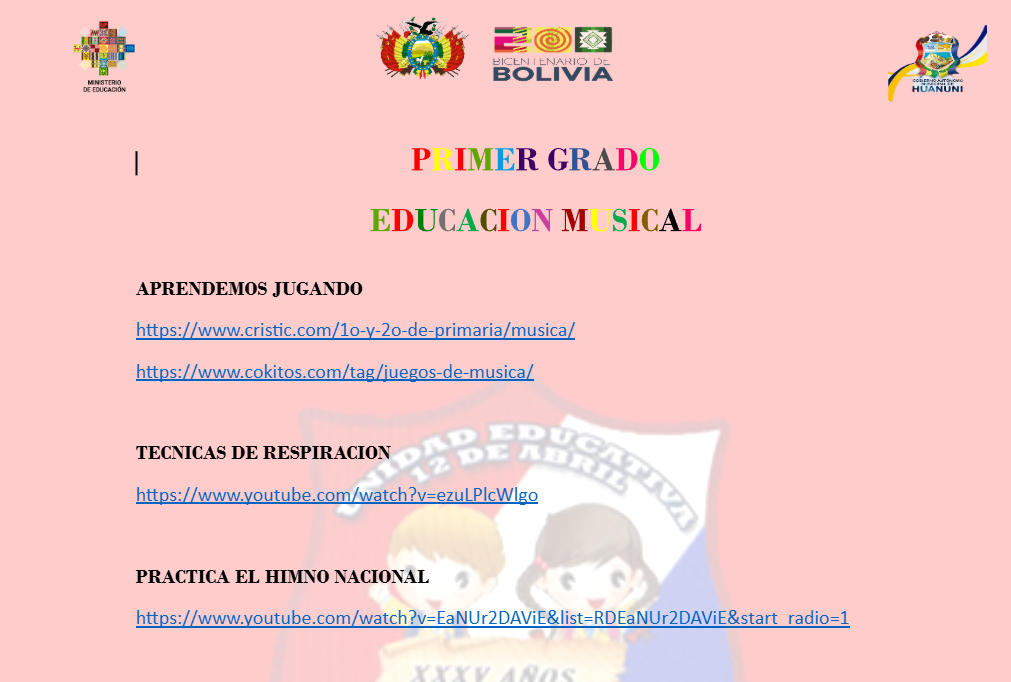 MINISTERIO
DE EDUCACIÓN
BICENTENARIO DE
BOLIVIA
GOBIERNO AUTÓNOMO
HUANUNI
PRIMER GRADO
EDUCACION MUSICAL
APRENDEMOS JUGANDO
https://www.cristic.com/1o-y-2o-de-primaria/musica/
https://www.cokitos.com/tag/juegos-de-musica/
UNIDAD EDUCATIVA
12 DE ABRIL
TECNICAS DE RESPIRACION
https://www.youtube.com/watch?v=ezuLPlcWlgo
PRACTICA EL HIMNO NACIONAL
https://www.youtube.com/watch?v=EaNUr2DAViE&list=RDEaNUr2DAViE&start_radio=1
XXXV AÑOS